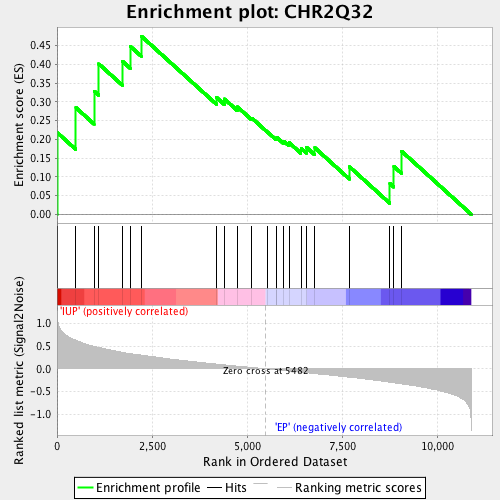 Enrichment plot: CHR2Q32
Enrichment score (ES)
0.45
0.40
0.35
0.30
0.25
0.20
0.15
0.10
0.05
0.00
'IUP' (positively correlated)
Ranked list metric (Signal2Noise)
1.0
0.5
0.0
-0.5
-1.0
Zero cross at 5482
'EP' (negatively correlated)
0
2,500
5,000
7,500
10,000
Rank in Ordered Dataset
Enrichment profile
Hits
Ranking metric scores